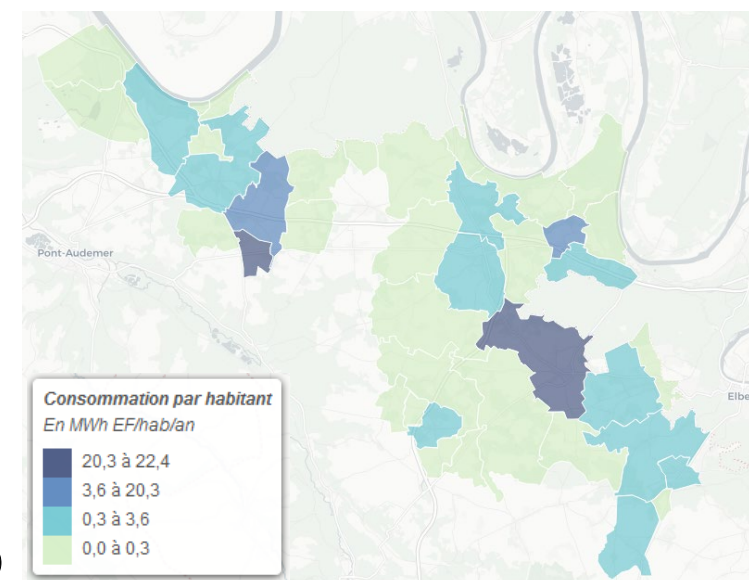 Pont-Audemer
Elbe
Consommation par habitant
En MWh EF/hab/an
20,3 à 22,4
3,6 à 20,3
0,3 à 3,6
0,0 à 0,3
)